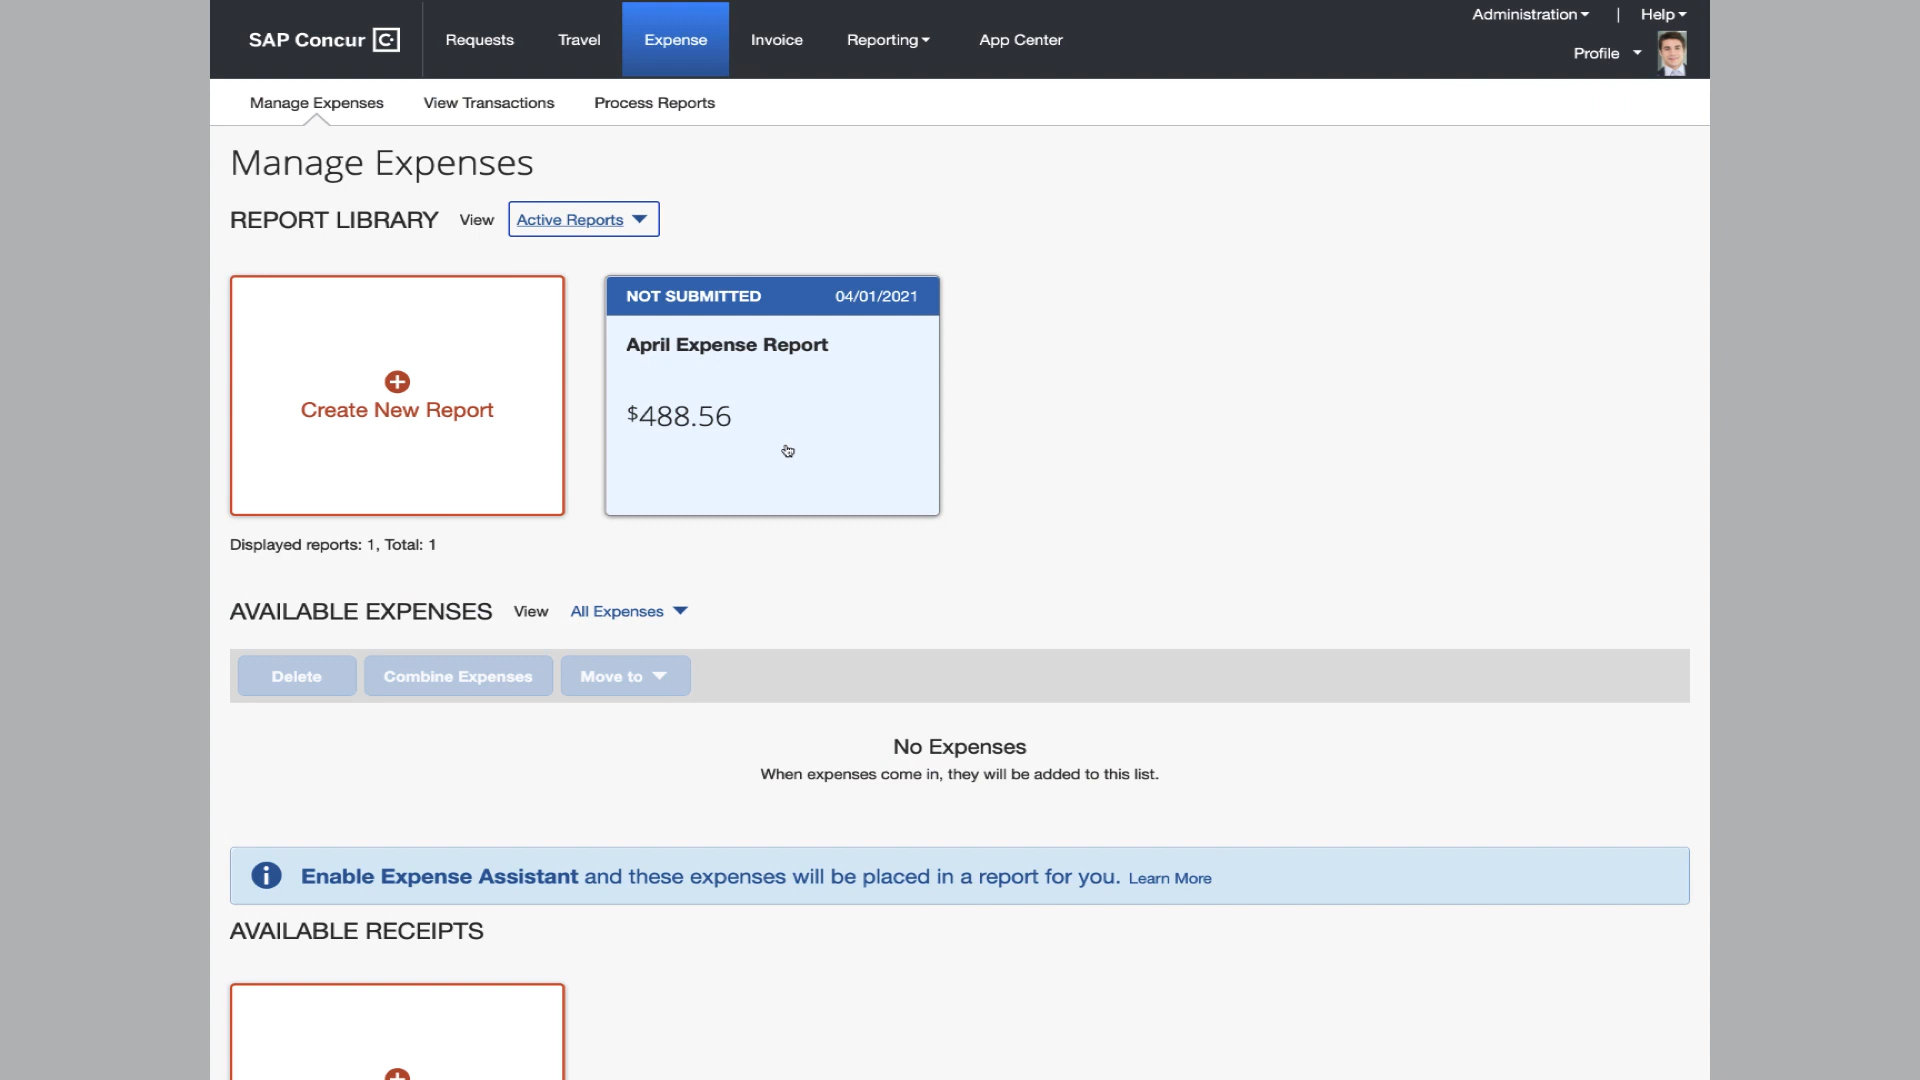 SAP Concur
Requests
Travel
Expense
Invoice
Reporting
App Center
Administration
|
Help
Profile
Manage Expenses
View Transactions
Process Reports
Manage Expenses
REPORT LIBRARY View Active Reports
Create New Report
NOT SUBMITTED 04/01/2021
April Expense Report
$488.56
Displayed reports: 1, Total: 1
AVAILABLE EXPENSES View All Expenses
Delete
Combine Expenses
Move to
No Expenses
When expenses come in, they will be added to this list.
Enable Expense Assistant and these expenses will be placed in a report for you. Learn More
AVAILABLE RECEIPTS